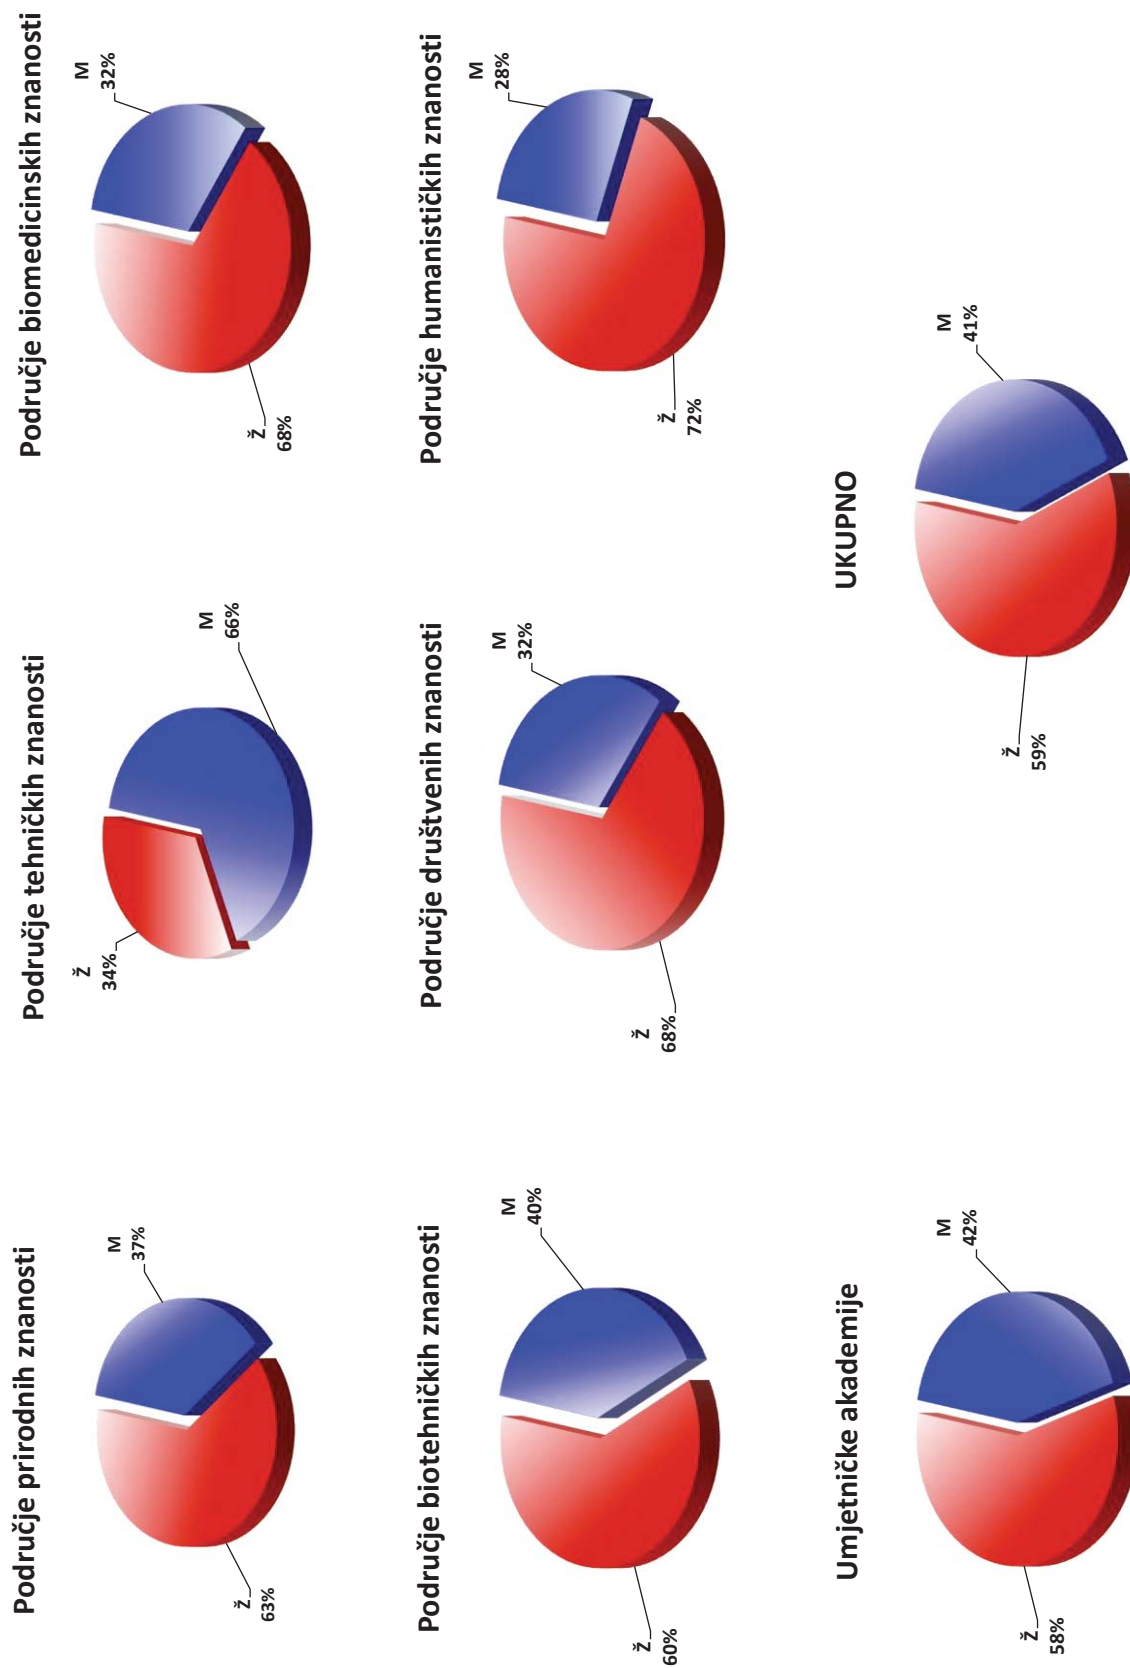 Područje prirodnih znanosti
M
37%
Ž
63%
Područje tehničkih znanosti
Ž
34%
M
66%
Područje biomedicinskih znanosti
M
32%
Ž
68%
Područje biotehničkih znanosti
M
40%
Ž
60%
Područje društvenih znanosti
M
32%
Ž
68%
Područje humanističkih znanosti
M
28%
Ž
72%
Umjetničke akademije
M
42%
Ž
58%
UKUPNO
M
41%
Ž
59%